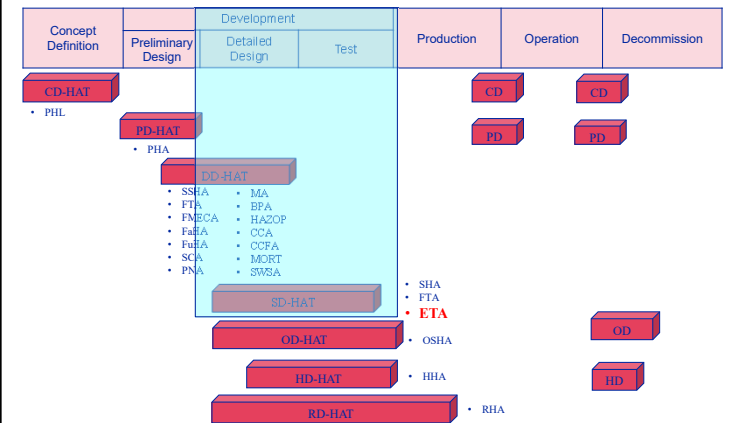 Development
Concept
Definition
Preliminary
Design
Detailed
Design
Test
Production
Operation
Decommission
CD-HAT
• PHL
CD
CD
PD-HAT
• PHA
PD
PD
DD-HAT
• SSHA
• FTA
• FMECA
• FaHA
• FuHA
• SCA
• PNA
• MA
• BPA
• HAZOP
• CCA
• CCFA
• MORT
• SWSA
SD-HAT
• SHA
• FTA
• ETA
OD-HAT
• OSHA
OD
HD-HAT
• HHA
HD
RD-HAT
• RHA